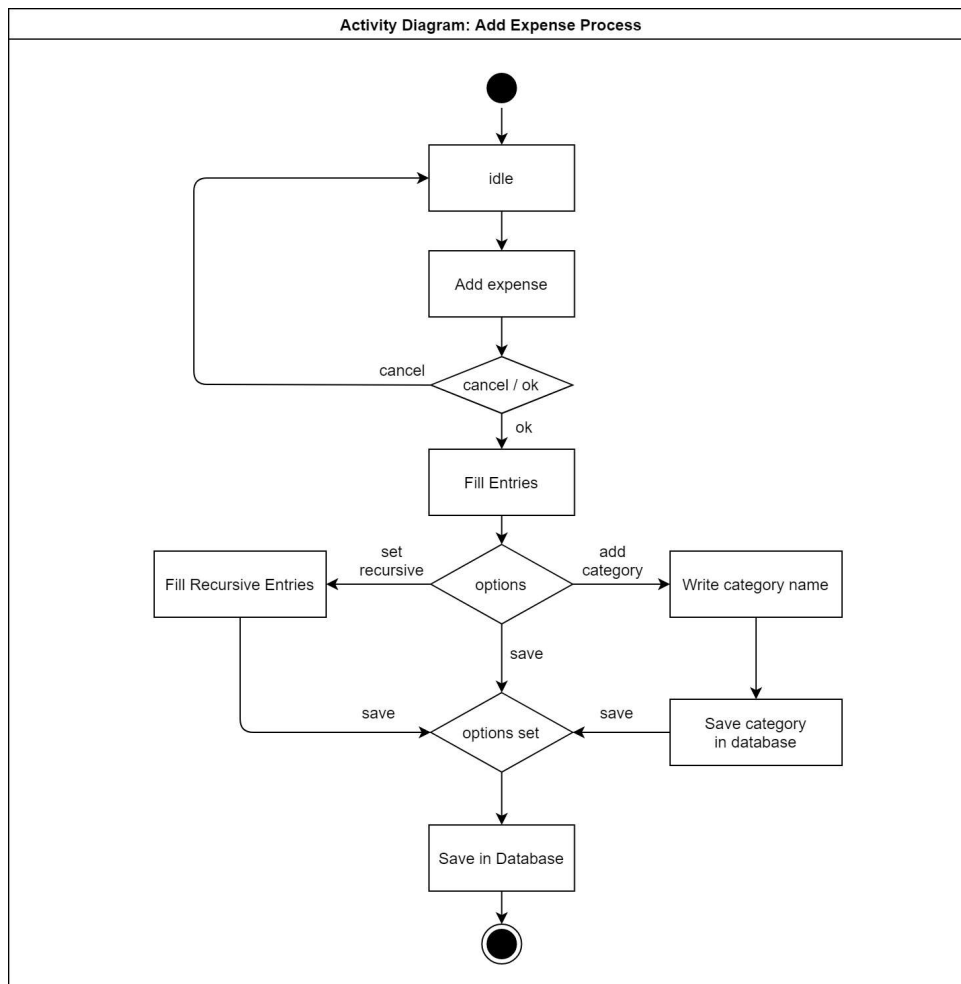 Activity Diagram: Add Expense Process
idle
Add expense
cancel
cancel / ok
ok
Fill Entries
set
recursive
add
category
Fill Recursive Entries
options
Write category name
save
save
options set
save
Save category
in database
Save in Database